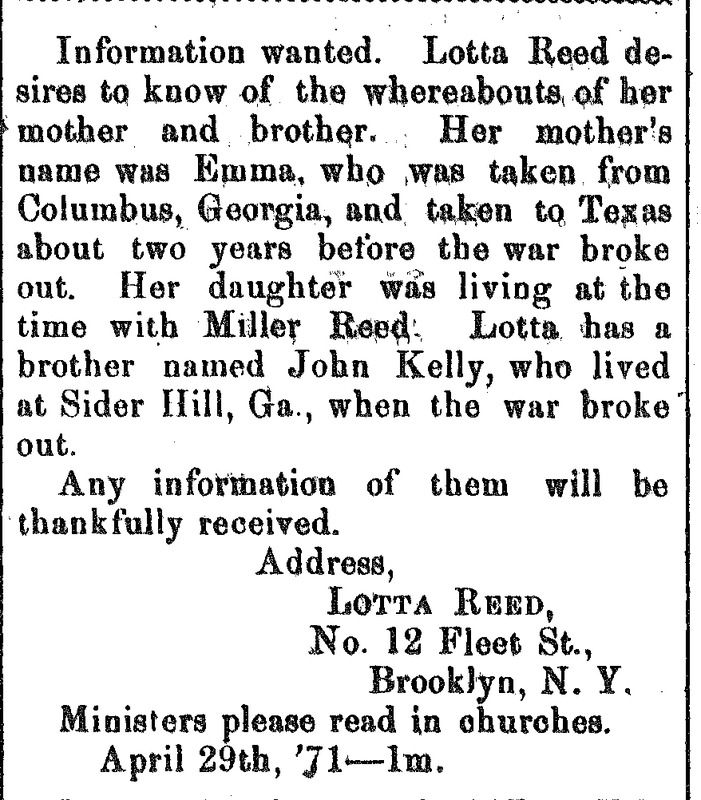 Information wanted. Lotta Reed de-
sires to know of the whereabouts of her
mother and brother. Her mother's
name was Emma, who was taken from
Columbus, Georgia, and taken to Texas
about two years before the war broke
out. Her daughter was living at the
time with Miller Reed. Lotta has a
brother named John Kelly, who lived
at Sider Hill, Ga., when the war broke
out.
Any information of them will be
thankfully received.
Address,
LOTTA REED,
No. 12 Fleet St.,
Brooklyn, N. Y.
Ministers please read in churches.
April 29th, '71—1m.